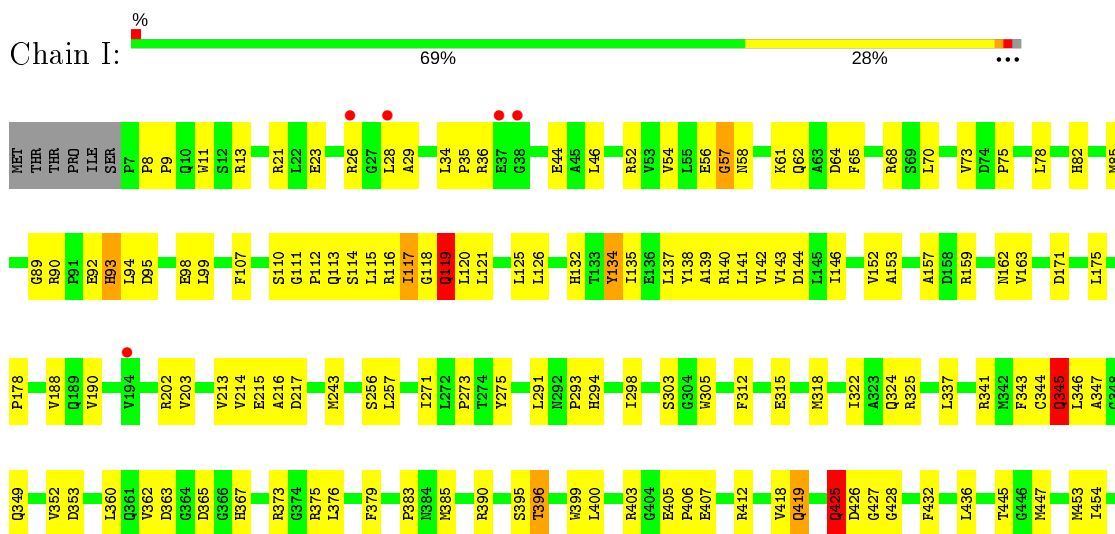 %
Chain I:
69% 28% •••
MET THR THR PRO ILE SER P7 P8 P9 Q10 W11 S12 R13 R21 L22 E23 R26 G27 L28 A29 L34 P35 R36 E37 G38 E44 A45 L46 R52 V53 V54 L55 E56 G57 N58 K61 Q62 A63 D64 F65 R68 S69 L70 V73 D74 P75 L78 H82 M85
G89 R90 P91 E92 H93 L94 D95 E98 L99 F107 S110 G111 P112 Q113 S114 L115 R116 I117 G118 Q119 L120 L121 L125 L126 H132 T133 Y134 I135 E136 L137 Y138 A139 R140 L141 V142 V143 D144 L145 I146 V152 A153 A157 D158 R159 N162 V163 D171 L175
P178 V188 Q189 V190 V194 R202 V203 V213 V214 E215 A216 D217 M243 S256 L257 I271 L272 P273 T274 Y275 L291 N292 P293 H294 I298 S303 G304 W305 F312 E315 M318 I322 A323 Q324 R325 L337 R341 M342 F343 C344 Q345 L346 A347 G348
Q349 V352 D353 L360 Q361 V362 D363 G364 D365 G366 H367 R373 G374 R375 L376 F379 P383 N384 M385 R390 S395 T396 W399 L400 R403 G404 E405 P406 E407 R412 V418 Q419 Q425 D426 G427 G428 F432 L436 T445 G446 M447 M453 I454